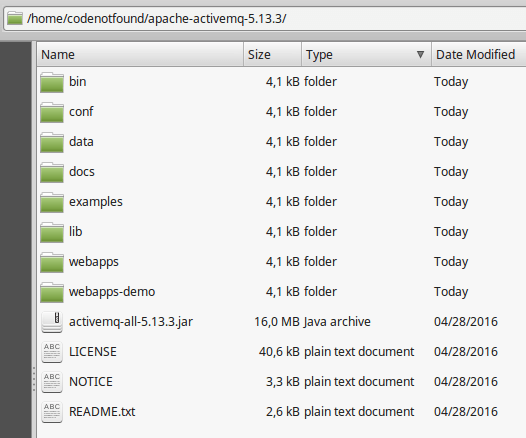 /home/codenotfound/apache-activemq-5.13.3/
Name Size Type Date Modified
bin 4,1 kB folder Today
conf 4,1 kB folder Today
data 4,1 kB folder Today
docs 4,1 kB folder Today
examples 4,1 kB folder Today
lib 4,1 kB folder Today
webapps 4,1 kB folder Today
webapps-demo 4,1 kB folder Today
activemq-all-5.13.3.jar 16,0 MB Java archive 04/28/2016
ABC LICENSE 40,6 kB plain text document 04/28/2016
ABC NOTICE 3,3 kB plain text document 04/28/2016
ABC README.txt 2,6 kB plain text document 04/28/2016